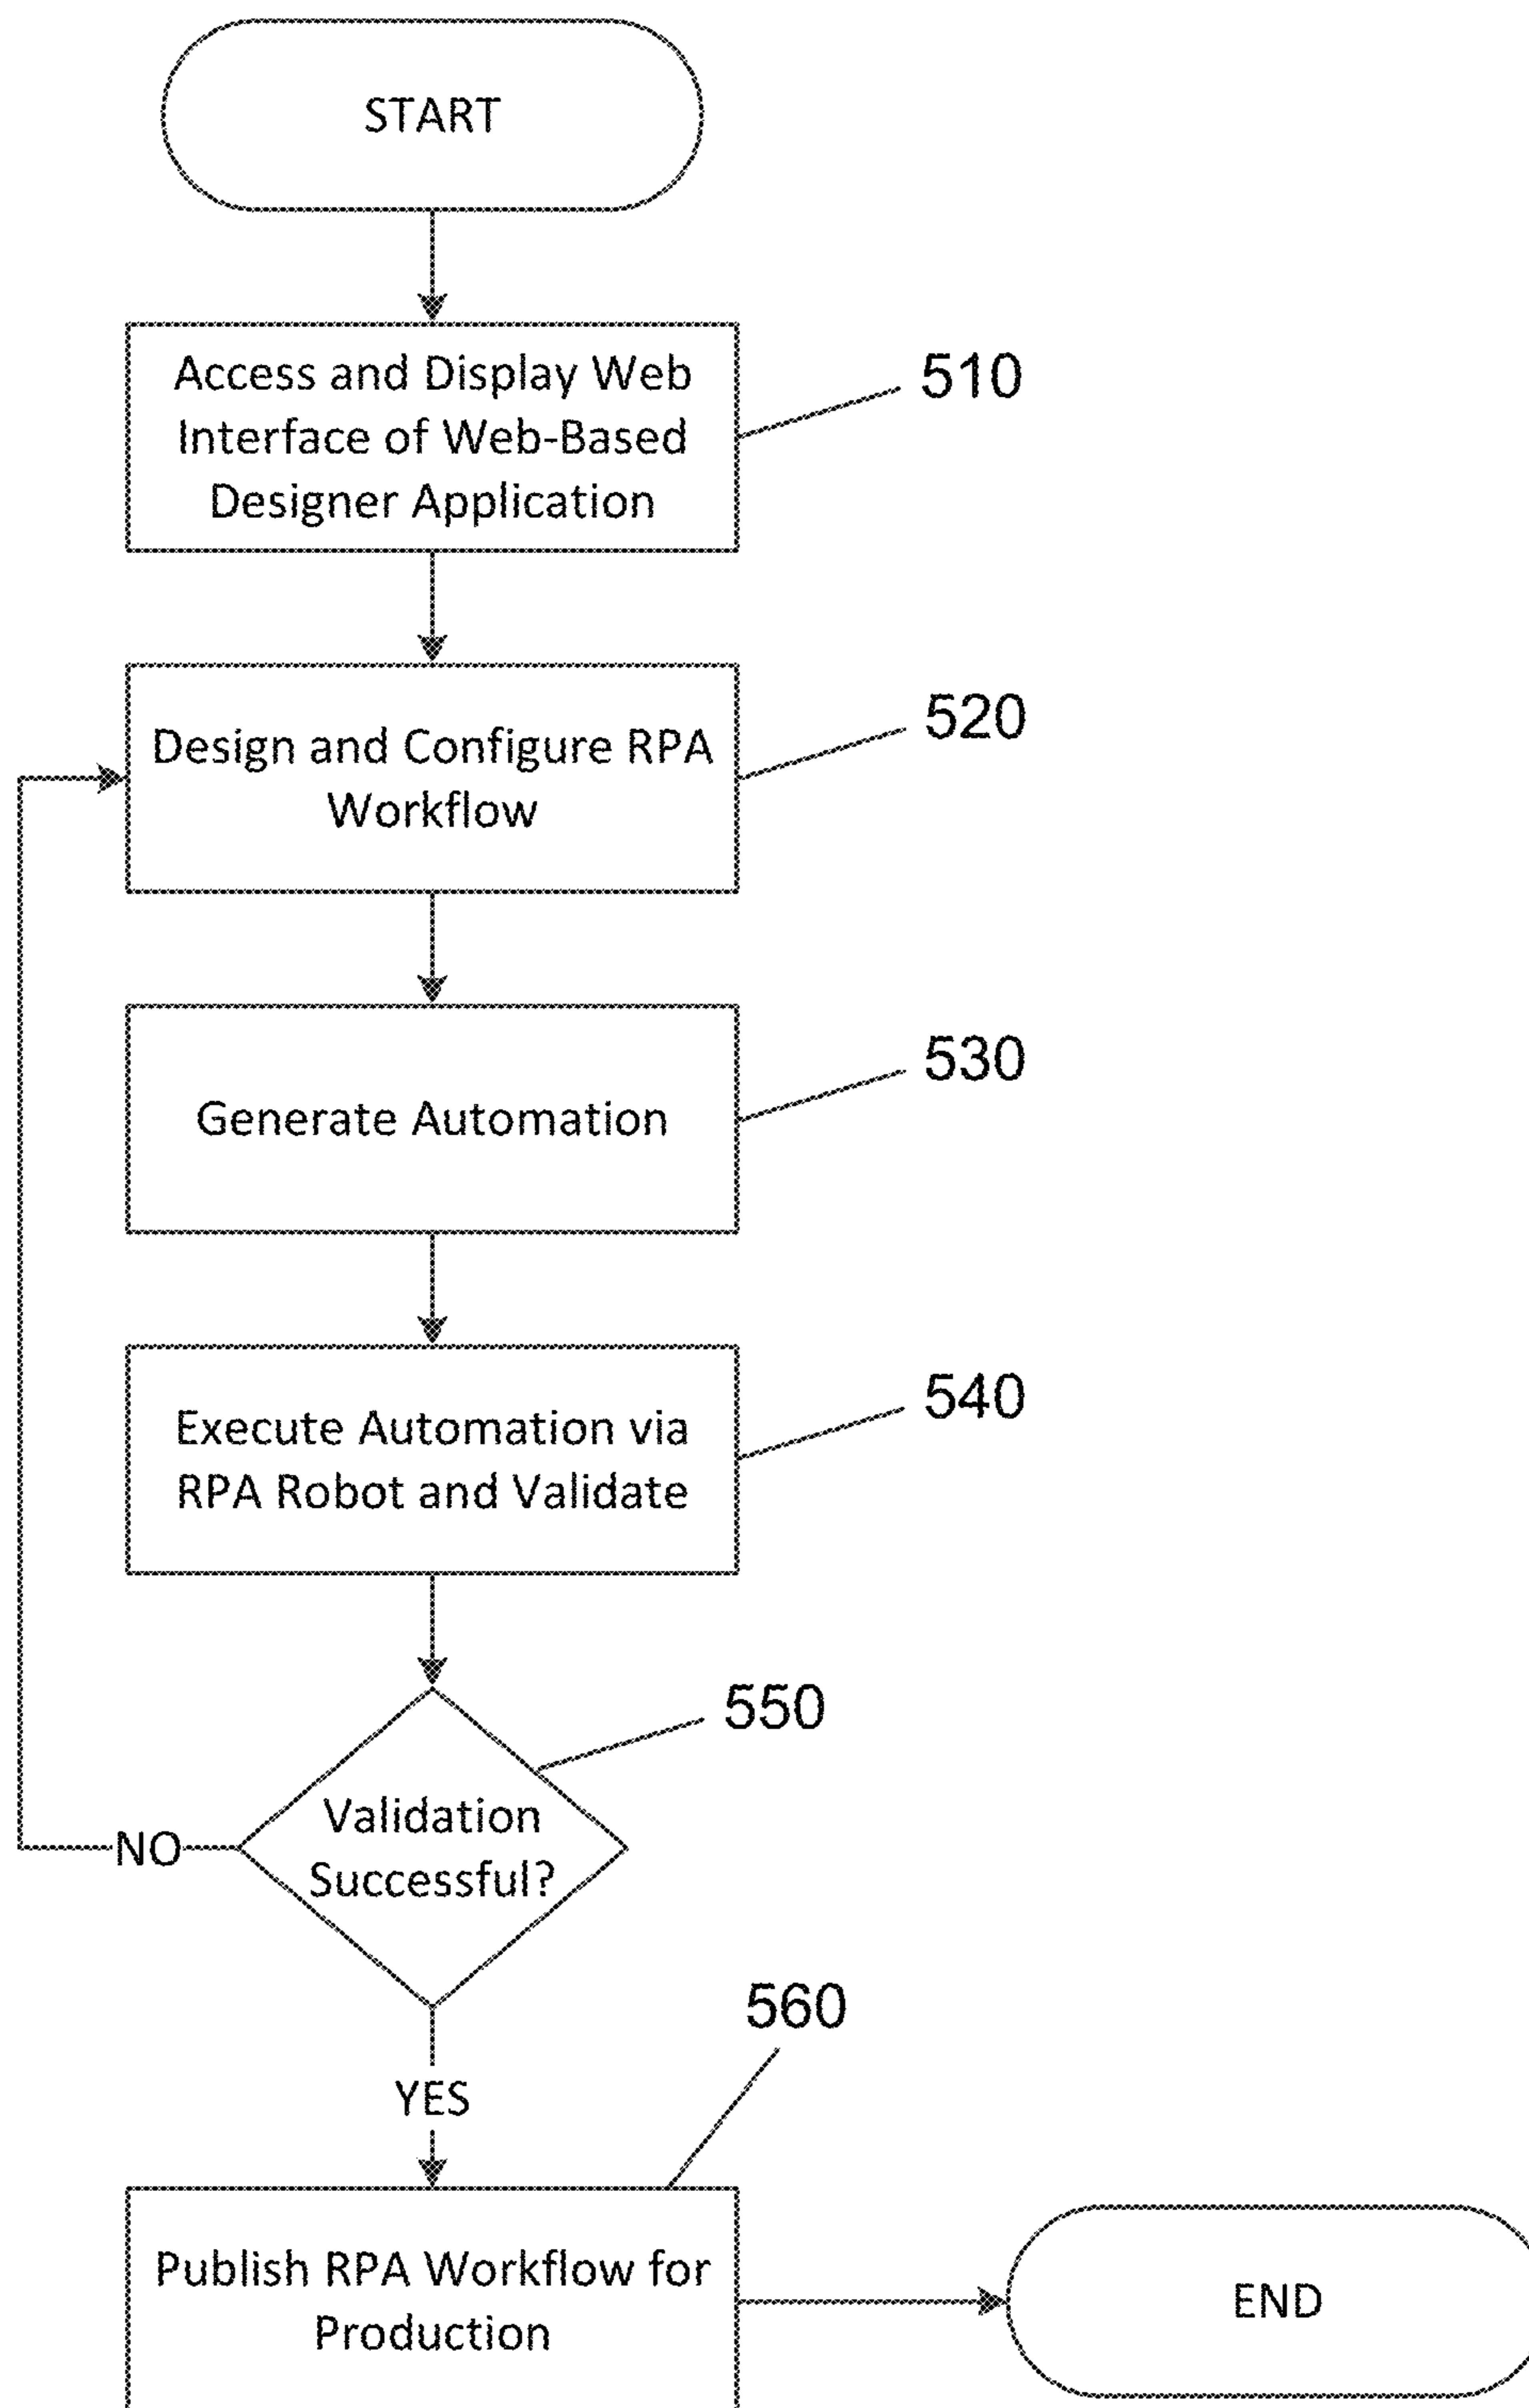 START
Access and Display Web
Interface of Web-Based
Designer Application
510
Design and Configure RPA
Workflow
520
Generate Automation
530
Execute Automation via
RPA Robot and Validate
540
Validation
Successful?
550
NO
YES
560
Publish RPA Workflow for
Production
END